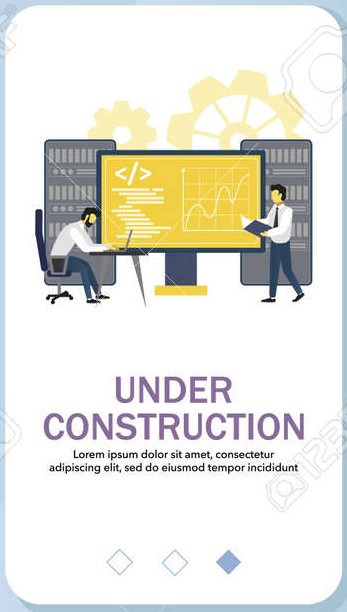 </>
UNDER
CONSTRUCTION
Lorem ipsum dolor sit amet, consectetur
adipiscing elit, sed do eiusmod tempor incididunt